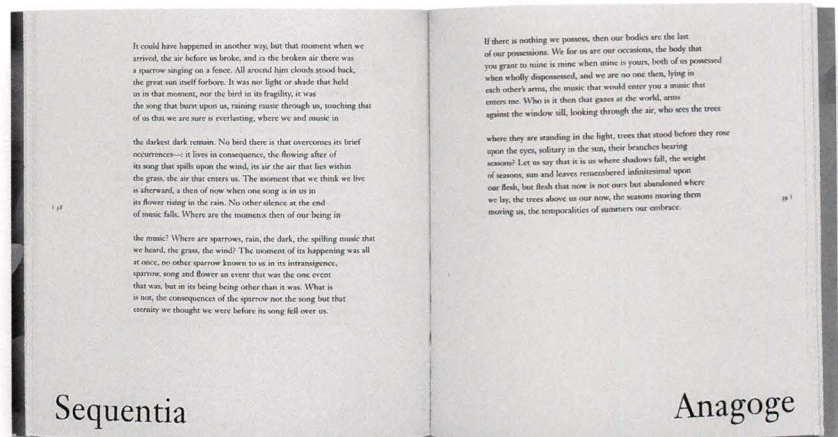 It could have happened in another way, but that moment when we
arrived, the air before us broke, and in the broken air there was
a sparrow singing on a fence. All around him clouds stood back,
the great sun itself forbore. It was not light or shade that held
us in that moment, nor the bird in its fragility, it was
the song that burst upon us, raining music through us, touching that
of us that we are sure is everlasting, where we and music in
the darkest dark remain. No bird there is that overcomes its brief
occurrences—it lives in consequence, the flowing after of
its song that spills upon the wind, its air the air that lies within
the grass, the air that enters us. The moment that we think we live
is afterward, a then of now when one song is in us in
its flower rising in the rain. No other silence at the end
of music falls. Where are the moments then of our being in
the music? Where are sparrows, rain, the dark, the spilling music that
we heard, the grass, the wind? The moment of its happening was all
at once, no other sparrow known to us in its intransigence,
sparrow, song and flower an event that was the one event
that was, but in its being being other than it was. What is
is not, the consequences of the sparrow not the song but that
eternity we thought we were before its song fell over us.
38
Sequentia
If there is nothing we possess, then our bodies are the last
of our possessions. We for us are our occasions, the body that
you grant to mine is mine when mine is yours, both of us possessed
when wholly dispossessed, and we are no one then, lying in
each other's arms, the music that would enter you a music that
enters me. Who is it then that gazes at the world, arms
against the window sill, looking through the air, who sees the trees
where they are standing in the light, trees that stood before they rose
upon the eyes, solitary in the sun, their branches bearing
seasons? Let us say that it is us where shadows fall, the weight
of seasons, sun and leaves remembered infinitesimal upon
our flesh, but flesh that now is not ours but abandoned where
we lay, the trees above us our now, the seasons moving them
moving us, the temporalities of summers our embrace.
39
Anagoge